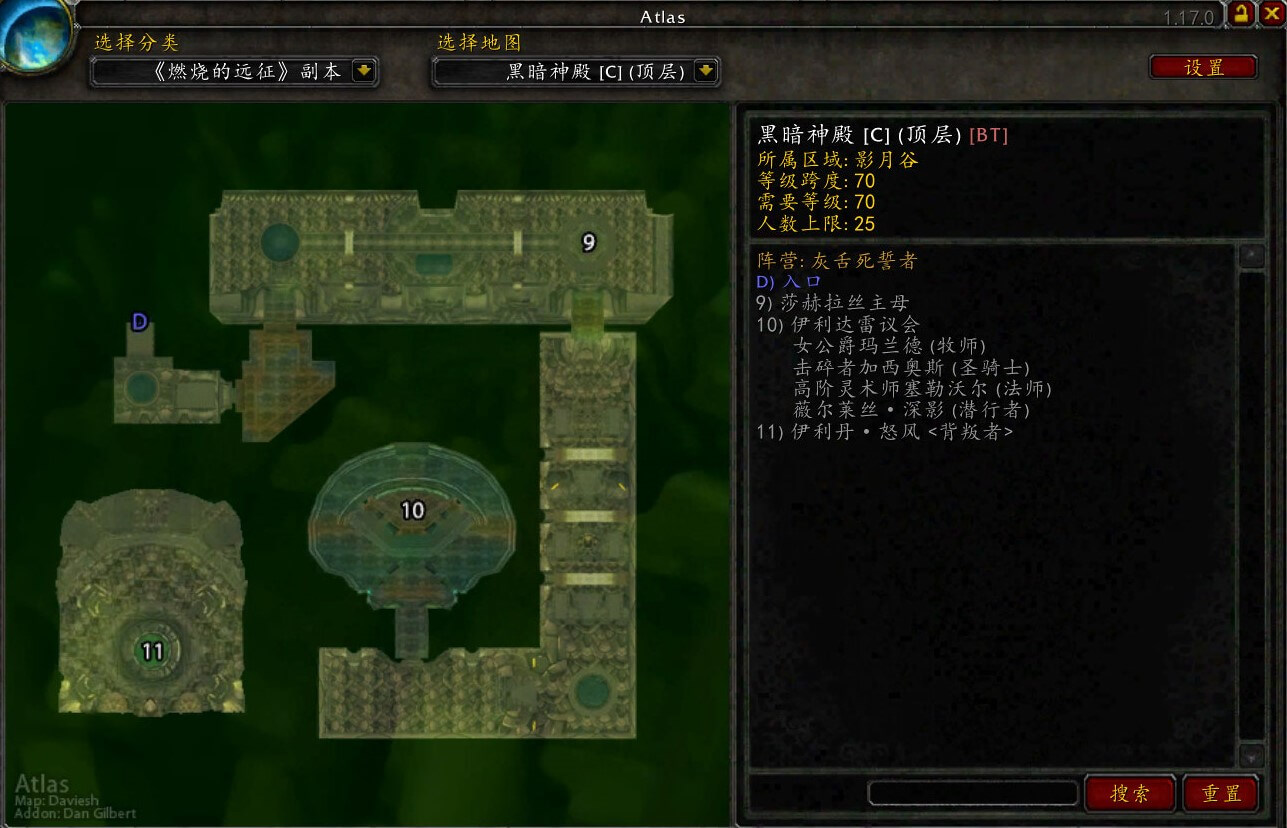 Atlas
1.17.0
选择分类
选择地图
《燃烧的远征》副本
黑暗神殿 [C] (顶层)
设置
黑暗神殿 [C] (顶层) [BT]
所属区域: 影月谷
等级跨度: 70
需要等级: 70
人数上限: 25
阵营: 灰舌死誓者
D) 入口
9) 莎赫拉丝主母
10) 伊利达雷议会
女公爵玛兰德 (牧师)
击碎者加西奥斯 (圣骑士)
高阶灵术师塞勒沃尔 (法师)
薇尔莱丝·深影 (潜行者)
11) 伊利丹·怒风 <背叛者>
9
D
10
11
Atlas
Map: Daviesh
Addon: Dan Gilbert
搜索
重置